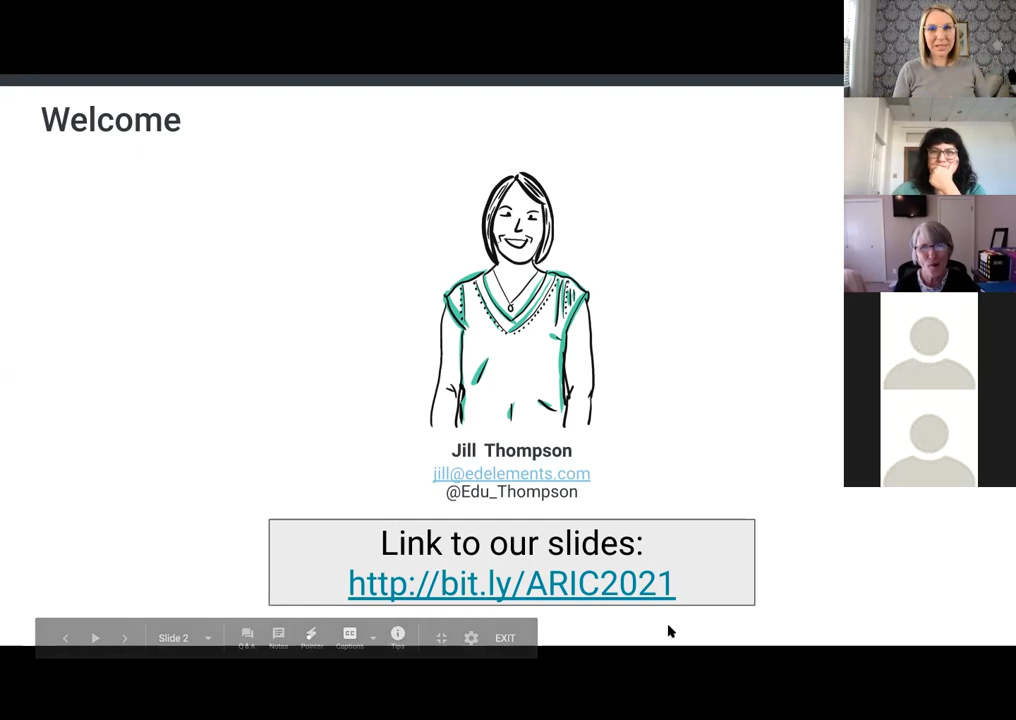 Welcome
Jill Thompson
jill@edelements.com
@Edu_Thompson
Link to our slides:
http://bit.ly/ARIC2021
Slide 2
Q & A
Notes
Pointer
CC
Captions
Tips
EXIT